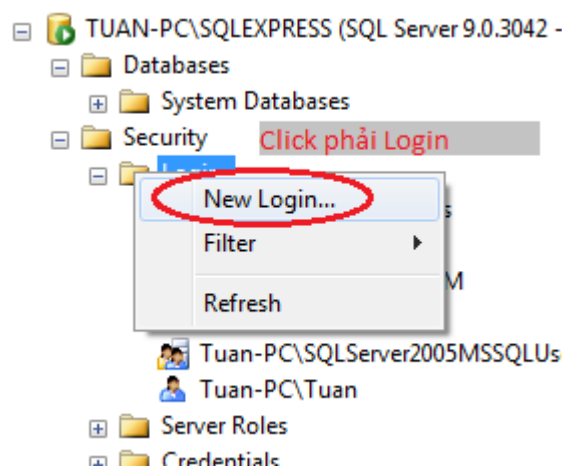 TUAN-PC\SQLEXPRESS (SQL Server 9.0.3042 -
Databases
System Databases
Security
Click phải Login
New Login...
Filter
Refresh
Tuan-PC\SQLServer2005MSSQLUs
Tuan-PC\Tuan
Server Roles
Credentials